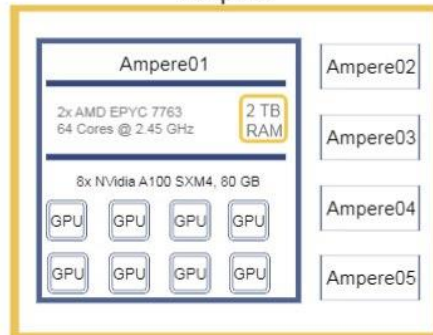 Ampere01
2x AMD EPYC 7763
64 Cores @ 2.45 GHz
2 TB
RAM
8x NVidia A100 SXM4, 80 GB
GPU GPU GPU GPU
GPU GPU GPU GPU
Ampere02
Ampere03
Ampere04
Ampere05